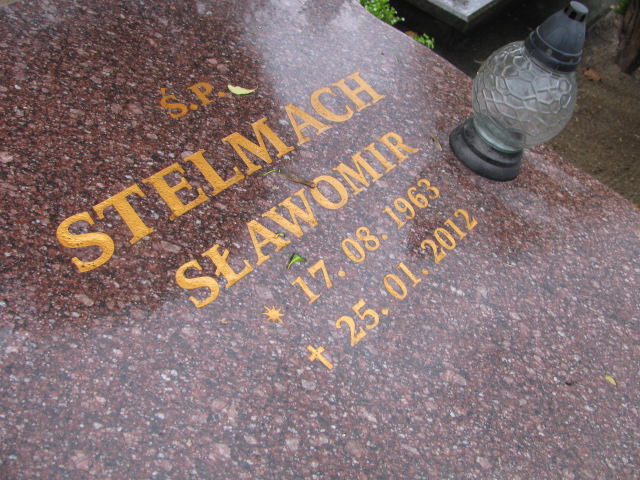 Ś.P.
STELMACH
SŁAWOMIR
✷ 17.08.1963
✝ 25.01.2012